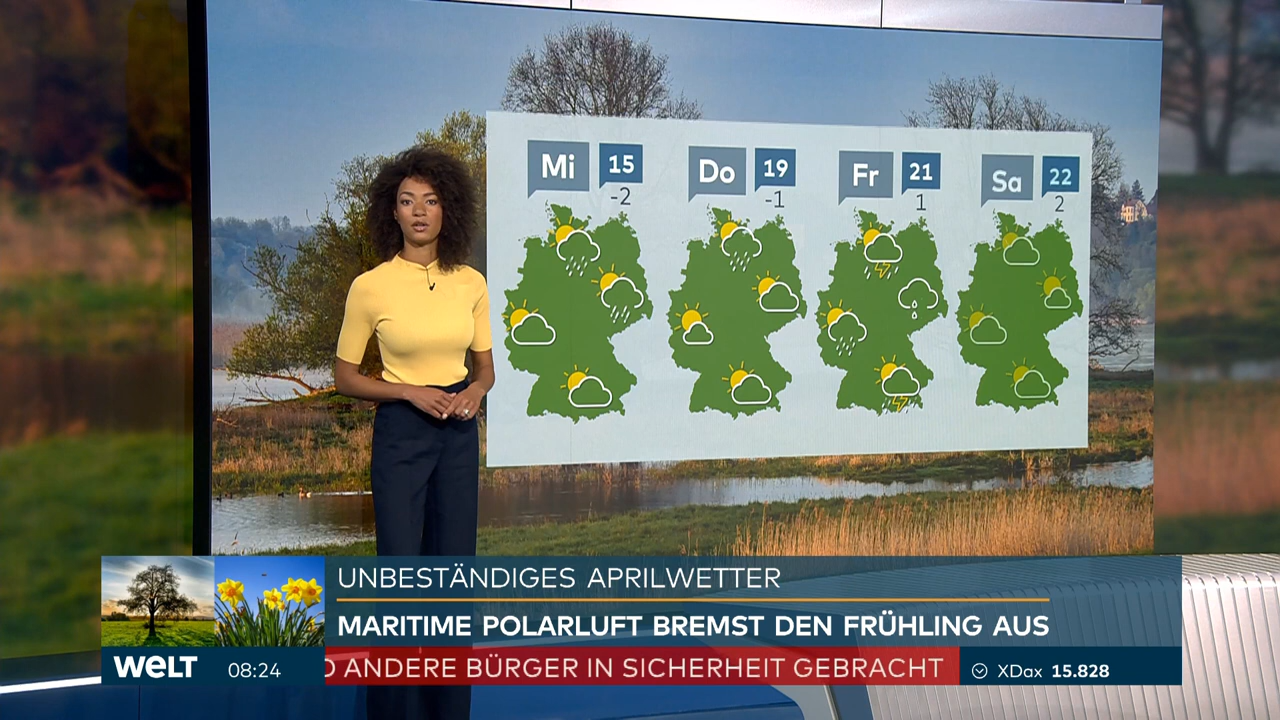 Mi 15 Do 19 Fr 21 Sa 22
-2 -1 1 2
UNBESTÄNDIGES APRILWETTER
MARITIME POLARLUFT BREMST DEN FRÜHLING AUS
WELT 08:24 D ANDERE BÜRGER IN SICHERHEIT GEBRACHT XDax 15.828